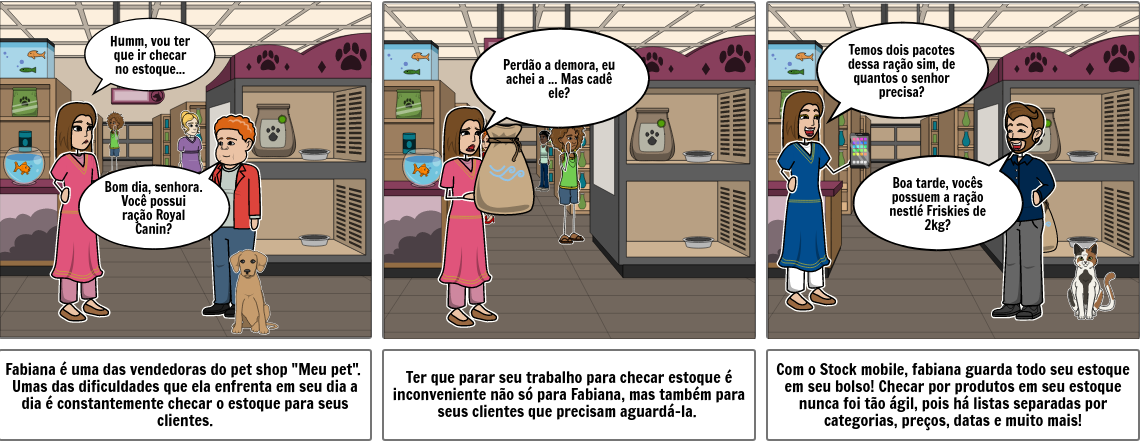 Humm, vou ter
que ir checar
no estoque...
Bom dia, senhora.
Você possui
ração Royal
Canin?
Fabiana é uma das vendedoras do pet shop "Meu pet".
Umas das dificuldades que ela enfrenta em seu dia a
dia é constantemente checar o estoque para seus
clientes.
Perdão a demora, eu
achei a ... Mas cadê
ele?
Ter que parar seu trabalho para checar estoque é
inconveniente não só para Fabiana, mas também para
seus clientes que precisam aguardá-la.
Temos dois pacotes
dessa ração sim, de
quantos o senhor
precisa?
Boa tarde, vocês
possuem a ração
nestlé Friskies de
2kg?
Com o Stock mobile, fabiana guarda todo seu estoque
em seu bolso! Checar por produtos em seu estoque
nunca foi tão ágil, pois há listas separadas por
categorias, preços, datas e muito mais!